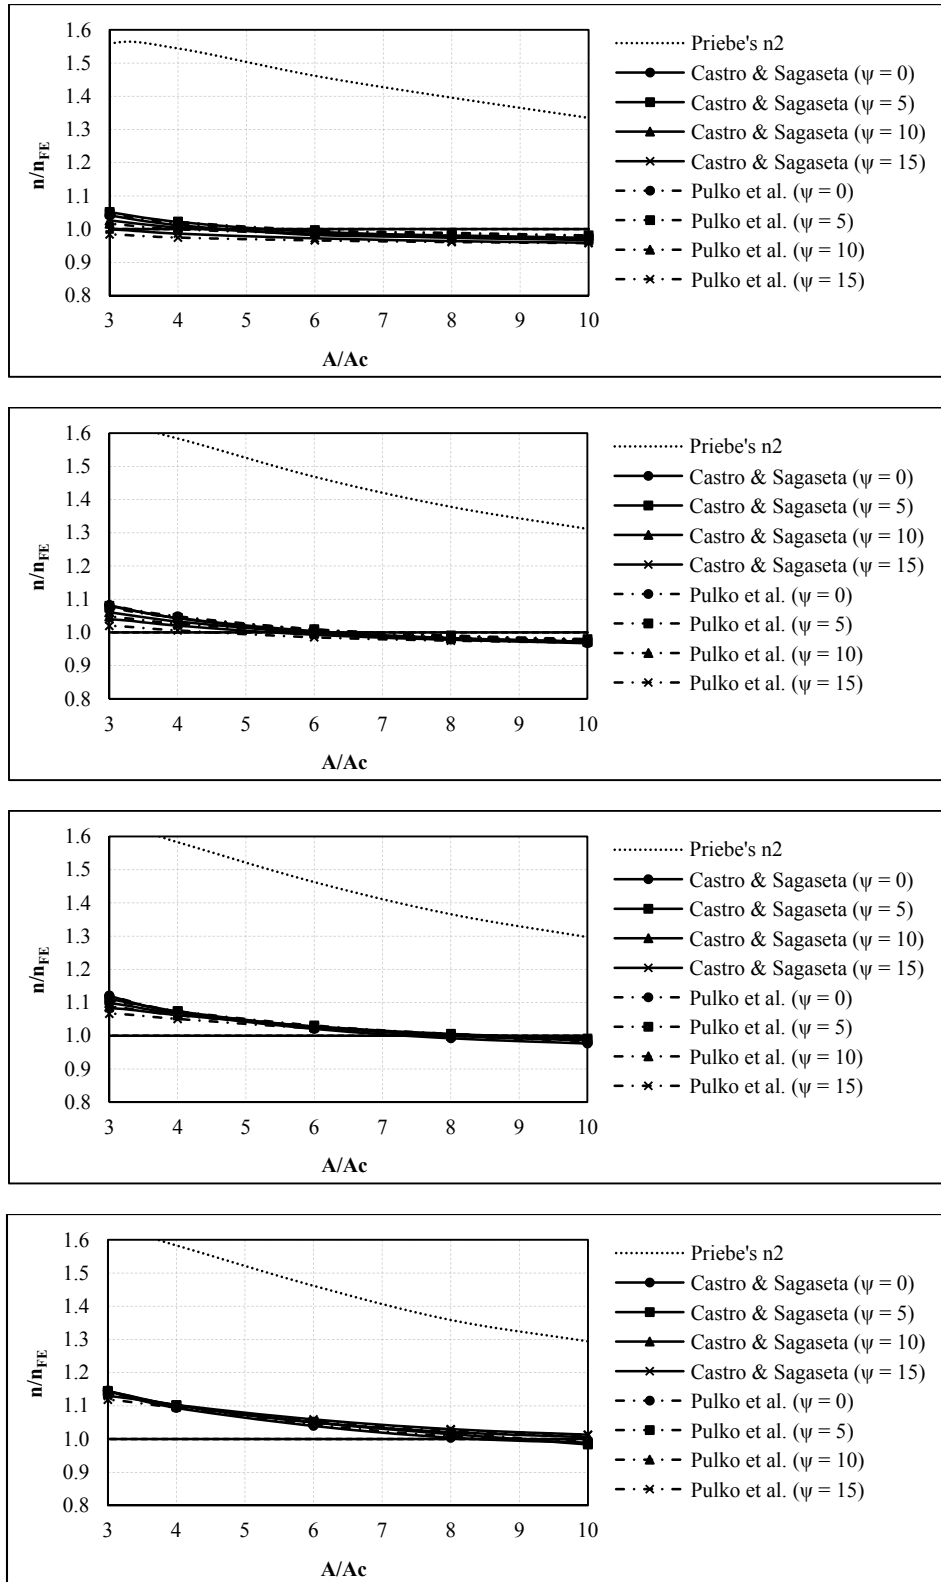 1.6
1.5
1.4
1.3
1.2
1.1
1.0
0.9
0.8
n/nFE
3 4 5 6 7 8 9 10
A/Ac
Priebe's n2
Castro & Sagaseta (ψ = 0)
Castro & Sagaseta (ψ = 5)
Castro & Sagaseta (ψ = 10)
Castro & Sagaseta (ψ = 15)
Pulko et al. (ψ = 0)
Pulko et al. (ψ = 5)
Pulko et al. (ψ = 10)
Pulko et al. (ψ = 15)
1.6
1.5
1.4
1.3
1.2
1.1
1.0
0.9
0.8
n/nFE
3 4 5 6 7 8 9 10
A/Ac
Priebe's n2
Castro & Sagaseta (ψ = 0)
Castro & Sagaseta (ψ = 5)
Castro & Sagaseta (ψ = 10)
Castro & Sagaseta (ψ = 15)
Pulko et al. (ψ = 0)
Pulko et al. (ψ = 5)
Pulko et al. (ψ = 10)
Pulko et al. (ψ = 15)
1.6
1.5
1.4
1.3
1.2
1.1
1.0
0.9
0.8
n/nFE
3 4 5 6 7 8 9 10
A/Ac
Priebe's n2
Castro & Sagaseta (ψ = 0)
Castro & Sagaseta (ψ = 5)
Castro & Sagaseta (ψ = 10)
Castro & Sagaseta (ψ = 15)
Pulko et al. (ψ = 0)
Pulko et al. (ψ = 5)
Pulko et al. (ψ = 10)
Pulko et al. (ψ = 15)
1.6
1.5
1.4
1.3
1.2
1.1
1.0
0.9
0.8
n/nFE
3 4 5 6 7 8 9 10
A/Ac
Priebe's n2
Castro & Sagaseta (ψ = 0)
Castro & Sagaseta (ψ = 5)
Castro & Sagaseta (ψ = 10)
Castro & Sagaseta (ψ = 15)
Pulko et al. (ψ = 0)
Pulko et al. (ψ = 5)
Pulko et al. (ψ = 10)
Pulko et al. (ψ = 15)